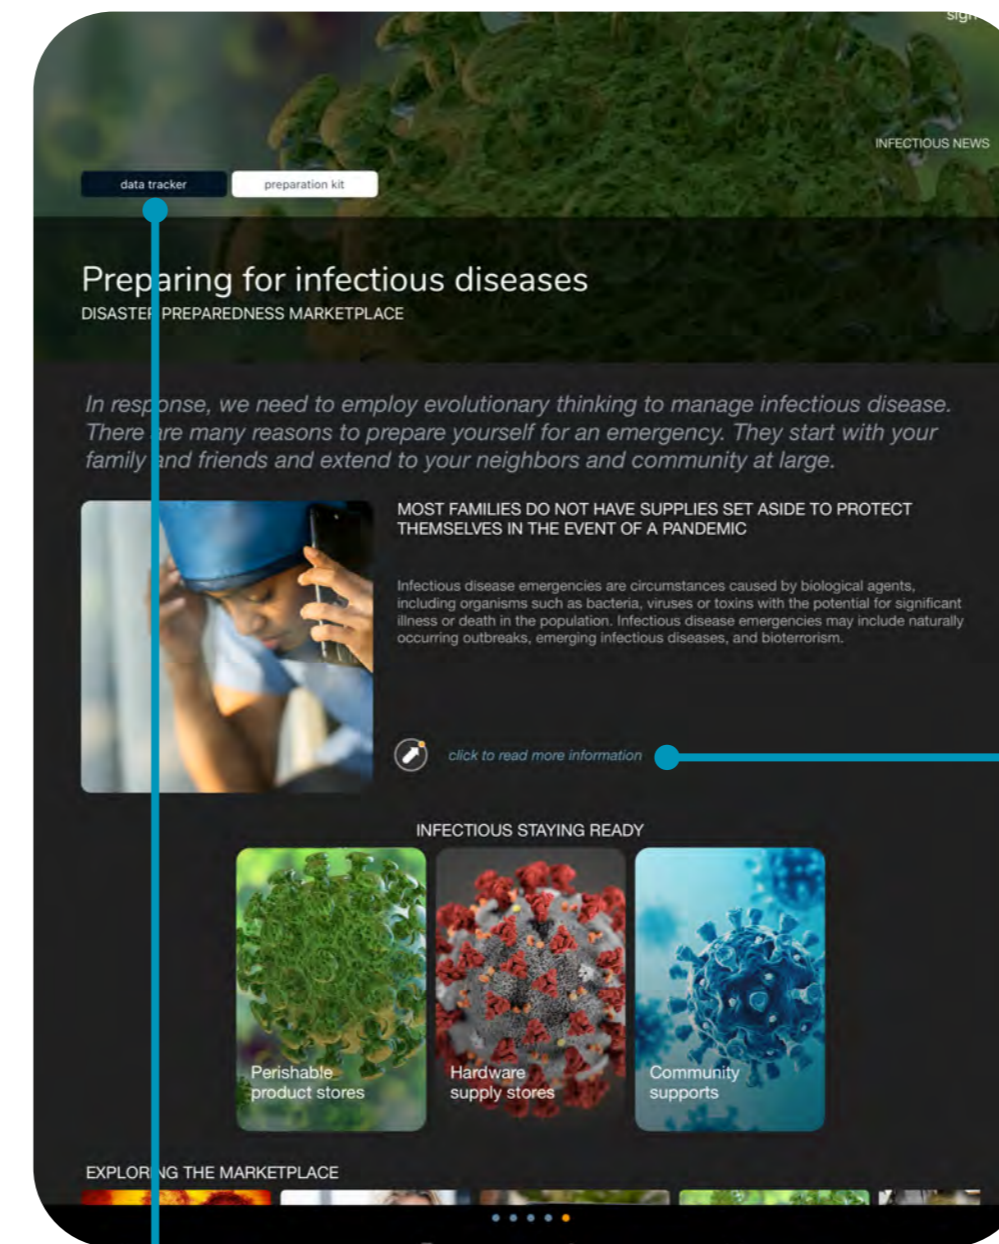 sign
INFECTIOUS NEWS
data tracker
preparation kit
Preparing for infectious diseases
DISASTER PREPAREDNESS MARKETPLACE
In response, we need to employ evolutionary thinking to manage infectious disease.
There are many reasons to prepare yourself for an emergency. They start with your
family and friends and extend to your neighbors and community at large.
MOST FAMILIES DO NOT HAVE SUPPLIES SET ASIDE TO PROTECT
THEMSELVES IN THE EVENT OF A PANDEMIC
Infectious disease emergencies are circumstances caused by biological agents,
including organisms such as bacteria, viruses or toxins with the potential for significant
illness or death in the population. Infectious disease emergencies may include naturally
occurring outbreaks, emerging infectious diseases, and bioterrorism.
click to read more information
INFECTIOUS STAYING READY
Perishable
product stores
Hardware
supply stores
Community
supports
EXPLORING THE MARKETPLACE